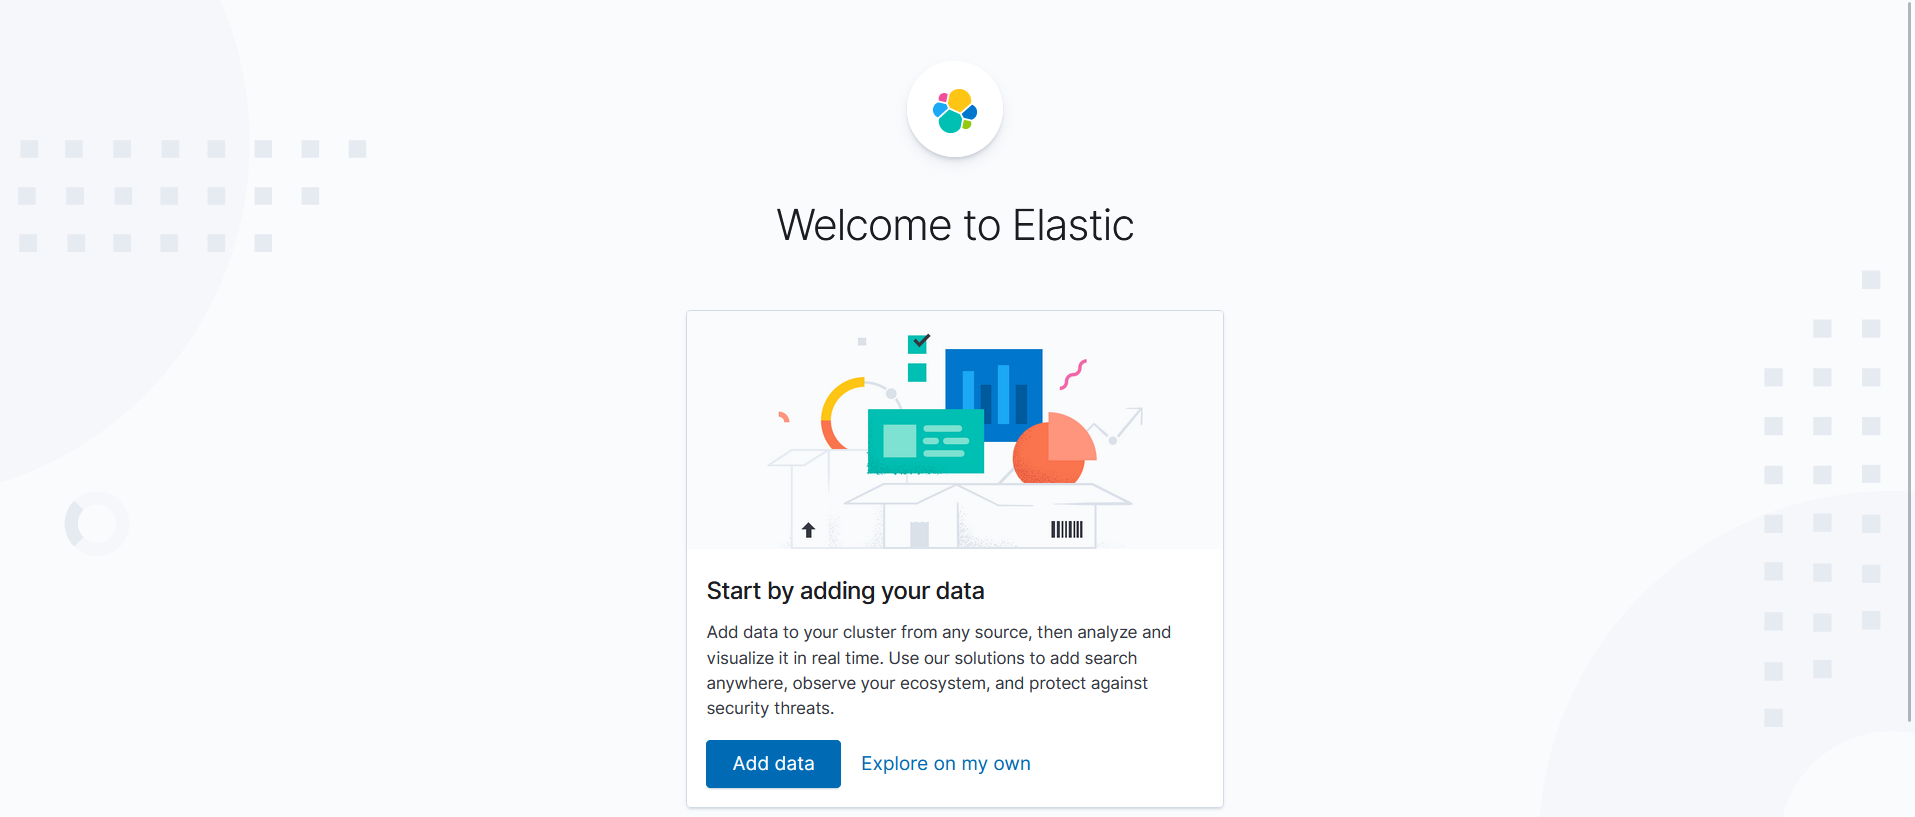 Welcome to Elastic
Start by adding your data
Add data to your cluster from any source, then analyze and
visualize it in real time. Use our solutions to add search
anywhere, observe your ecosystem, and protect against
security threats.
Add data
Explore on my own